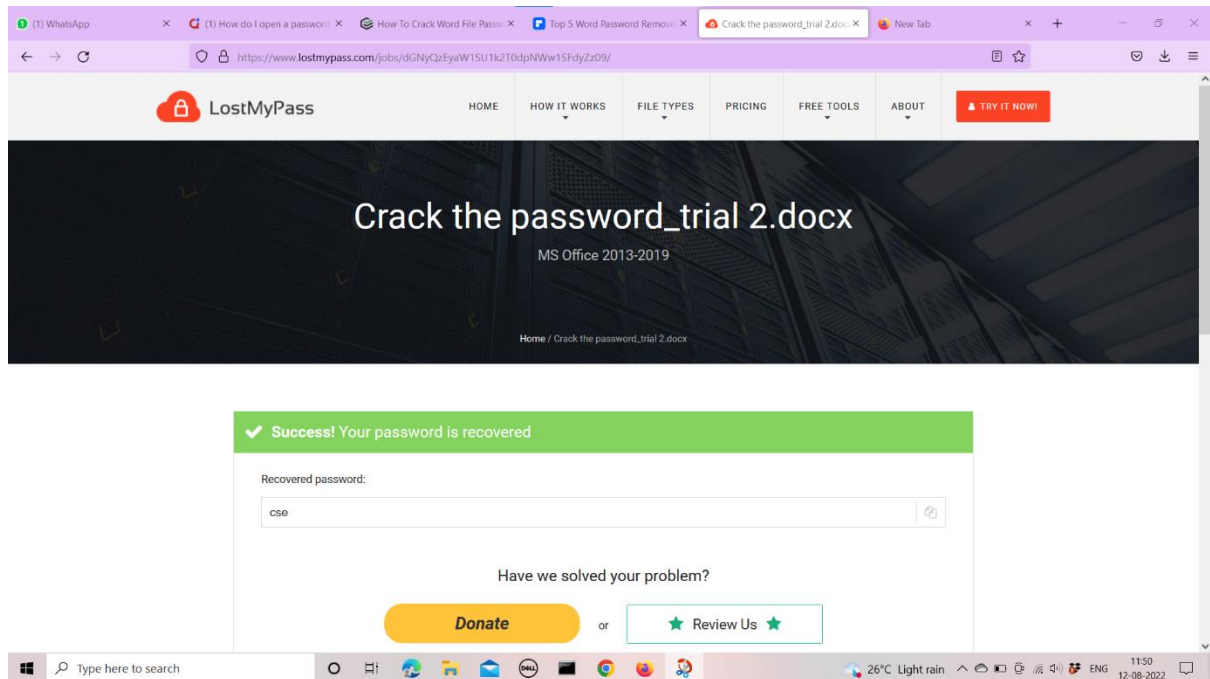 (1) WhatsApp
(1) How do I open a password
How To Crack Word File Passw
Top 5 Word Password Remover
Crack the password_trial 2.doc
New Tab
https://www.lostmypass.com/jobs/
LostMyPass
HOME
HOW IT WORKS
FILE TYPES
PRICING
FREE TOOLS
ABOUT
TRY IT NOW!
Crack the password_trial 2.docx
MS Office 2013-2019
Home / Crack the password_trial 2.docx
Success! Your password is recovered
Recovered password:
cse
Have we solved your problem?
Donate
or
Review Us
Type here to search
DELL
26°C Light rain
ENG
11:50
12-08-2022